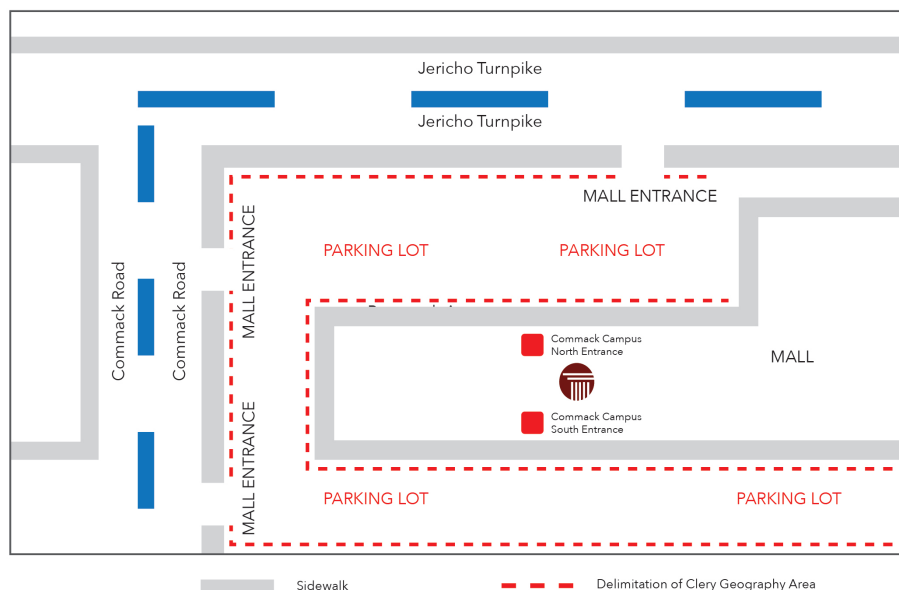 Jericho Turnpike
Jericho Turnpike
MALL ENTRANCE
PARKING LOT
PARKING LOT
MALL ENTRANCE
Commack Road
Commack Road
Commack Campus
North Entrance
MALL
Commack Campus
South Entrance
MALL ENTRANCE
PARKING LOT
PARKING LOT
Sidewalk
Delimitation of Clery Geography Area